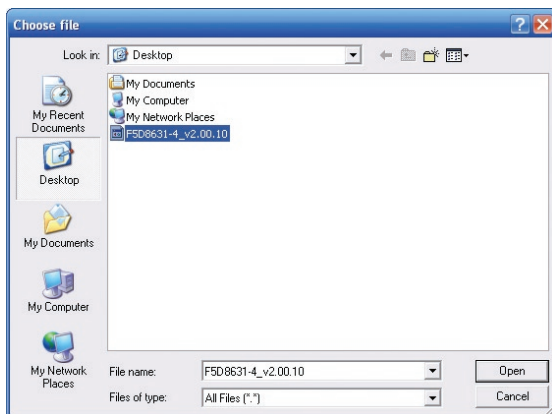 Choose file
Look in:
Desktop
My Recent
Documents
Desktop
My Documents
My Computer
My Network
Places
My Documents
My Computer
My Network Places
F5D8631-4_v2.00.10
File name:
F5D8631-4_v2.00.10
Open
Files of type:
All Files (*.*)
Cancel